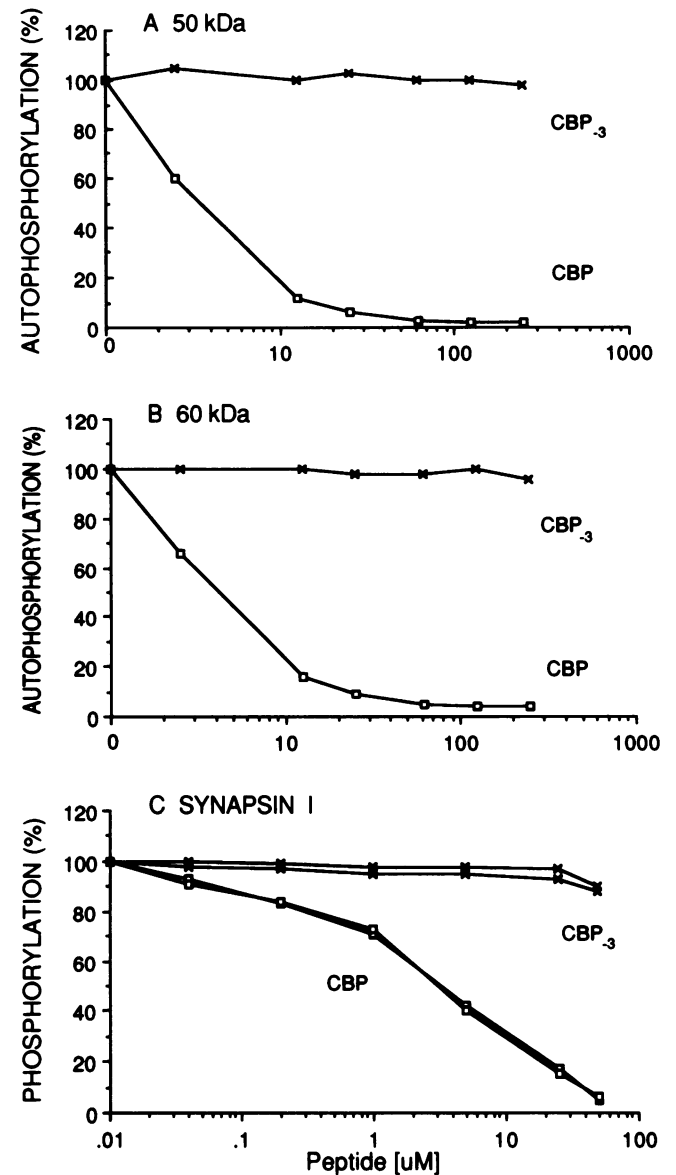 A 50 kDa
AUTOPHOSPHORYLATION (%)
120
100
80
60
40
20
0
CBP-3
CBP
0 10 100 1000
B 60 kDa
AUTOPHOSPHORYLATION (%)
120
100
80
60
40
20
0
CBP-3
CBP
0 10 100 1000
C SYNAPSIN I
PHOSPHORYLATION (%)
120
100
80
60
40
20
0
CBP-3
CBP
.01 .1 1 10 100
Peptide [uM]